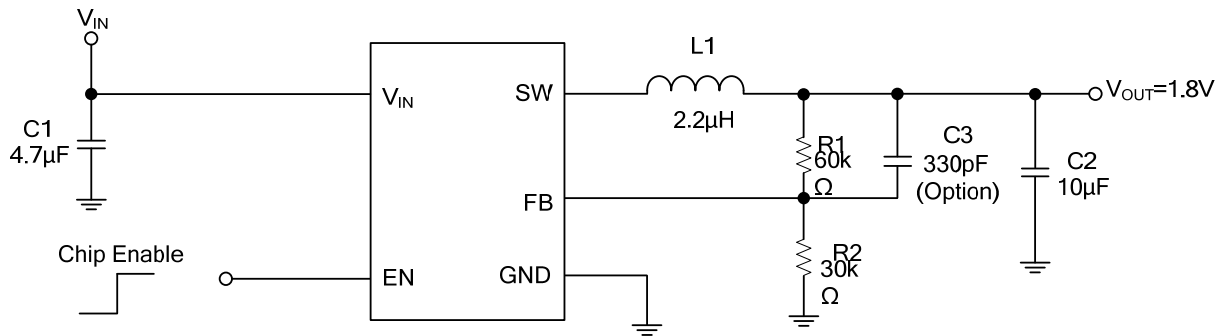 VIN
C1
4.7µF
Chip Enable
VIN
EN
SW
FB
GND
L1
2.2µH
R1
60k
Ω
R2
30k
Ω
C3
330pF
(Option)
C2
10µF
VOUT=1.8V